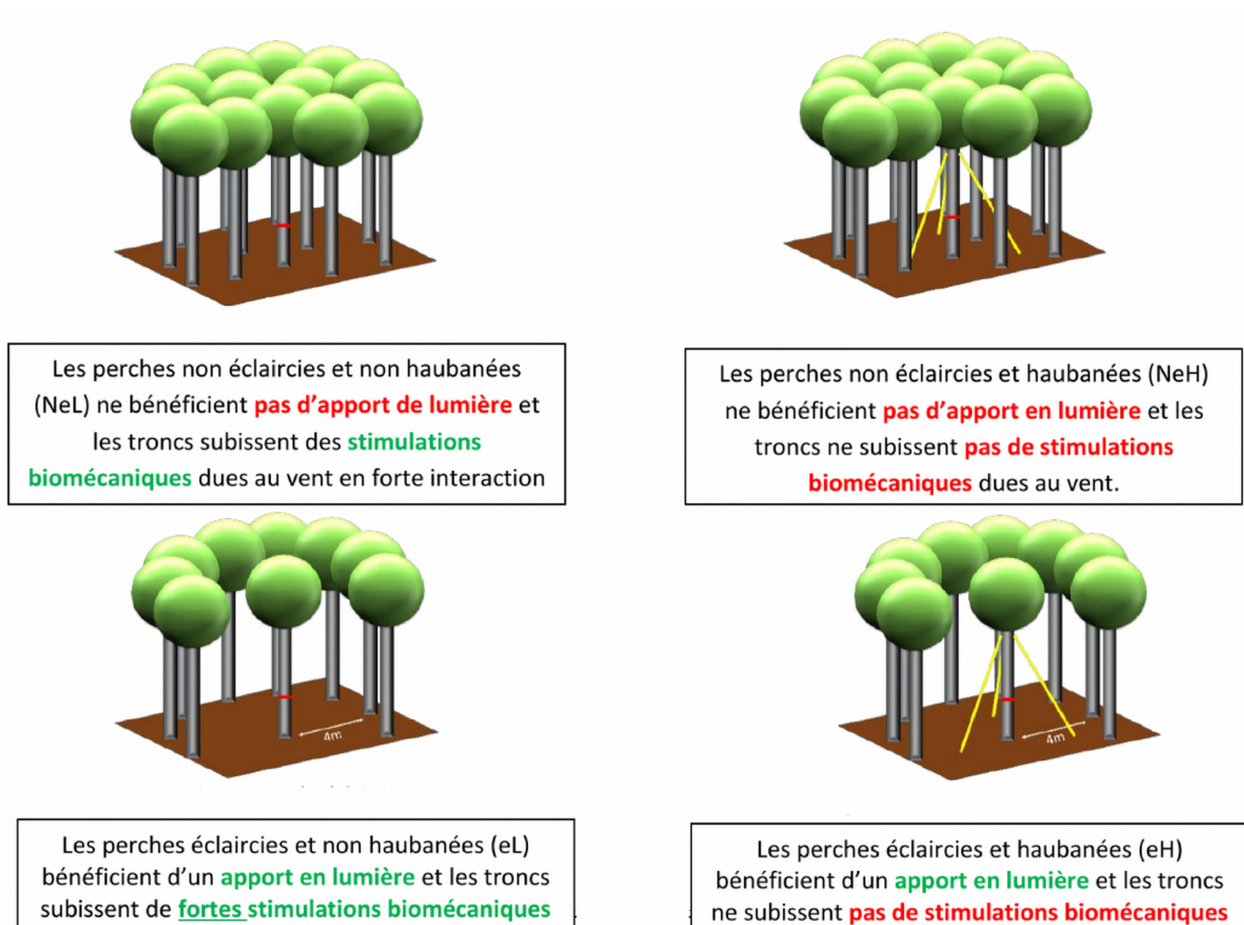 Les perches non éclaircies et non haubanées
(NeL) ne bénéficient pas d’apport de lumière et
les troncs subissent des stimulations
biomécaniques dues au vent en forte interaction
Les perches non éclaircies et haubanées (NeH)
ne bénéficient pas d’apport en lumière et les
troncs ne subissent pas de stimulations
biomécaniques dues au vent.
4m
4m
Les perches éclaircies et non haubanées (eL)
bénéficient d’un apport en lumière et les troncs
subissent de fortes stimulations biomécaniques
Les perches éclaircies et haubanées (eH)
bénéficient d’un apport en lumière et les troncs
ne subissent pas de stimulations biomécaniques